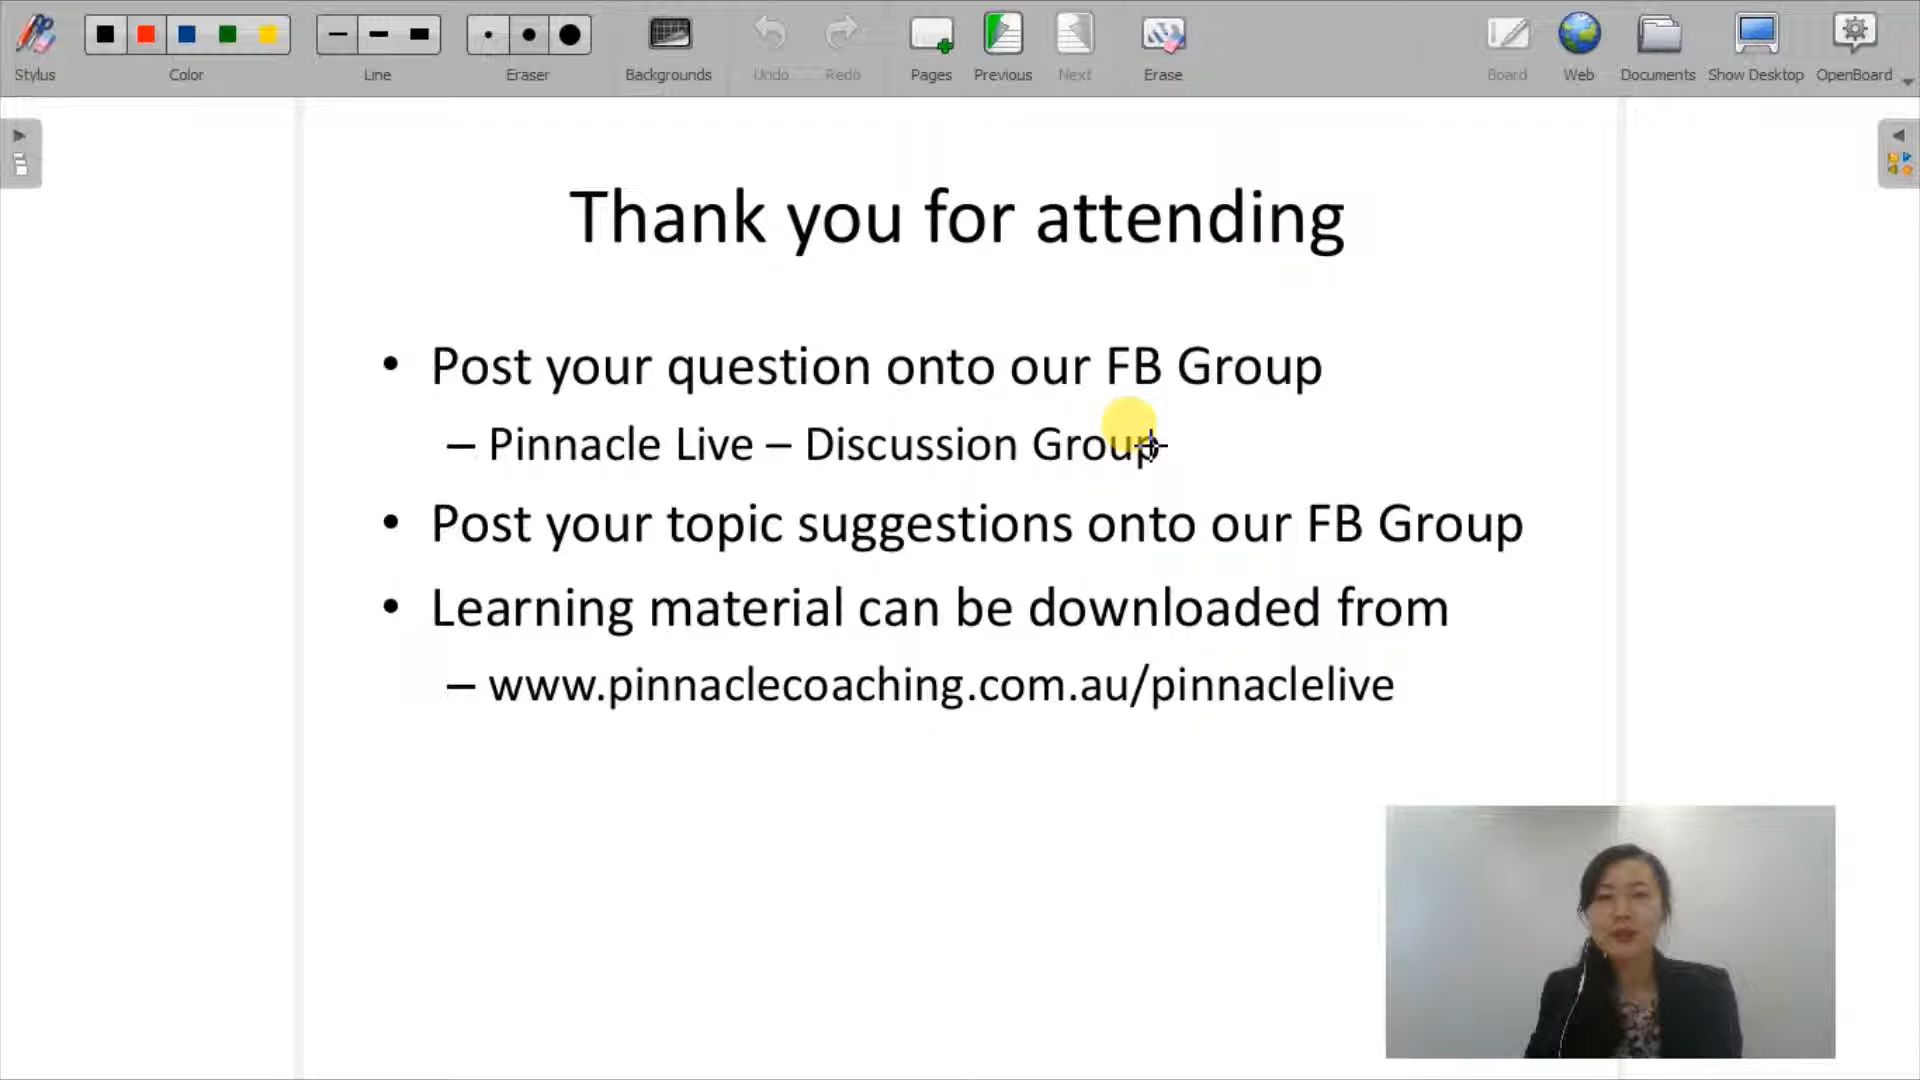 Stylus Color Line Eraser Backgrounds Undo Redo Pages Previous Next Erase Board Web Documents Show Desktop OpenBoard
Thank you for attending
• Post your question onto our FB Group
– Pinnacle Live – Discussion Group
• Post your topic suggestions onto our FB Group
• Learning material can be downloaded from
– www.pinnaclecoaching.com.au/pinnaclelive